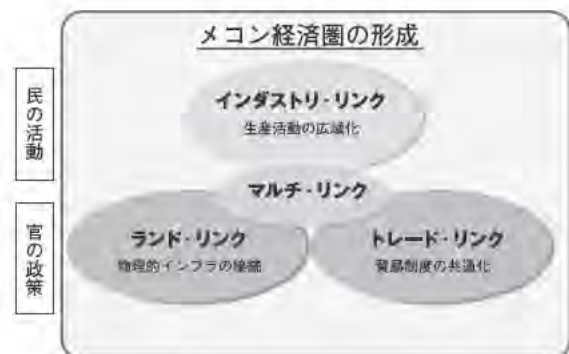 メコン経済圏の形成
民の活動
インダストリ・リンク
生産活動の広域化
マルチ・リンク
官の政策
ランド・リンク
物理的インフラの接続
トレード・リンク
貿易制度の共通化